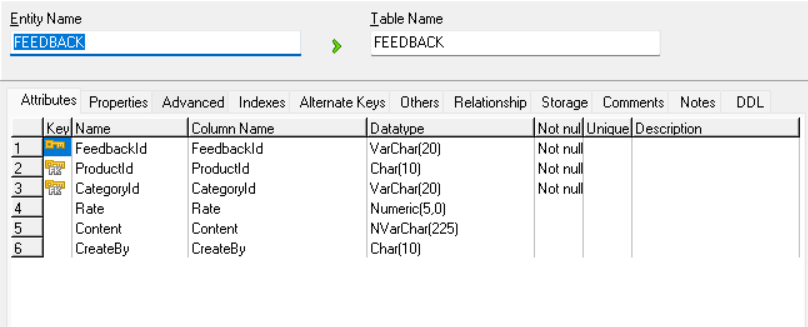 Entity Name Table Name
FEEDBACK FEEDBACK
Attributes Properties Advanced Indexes Alternate Keys Others Relationship Storage Comments Notes DDL
Key Name Column Name Datatype Not nul Unique Description
1 FeedbackId FeedbackId VarChar(20) Not null
2 ProductId ProductId Char(10) Not null
3 CategoryId CategoryId VarChar(20) Not null
4 Rate Rate Numeric(5,0)
5 Content Content NVarChar(225)
6 CreateBy CreateBy Char(10)